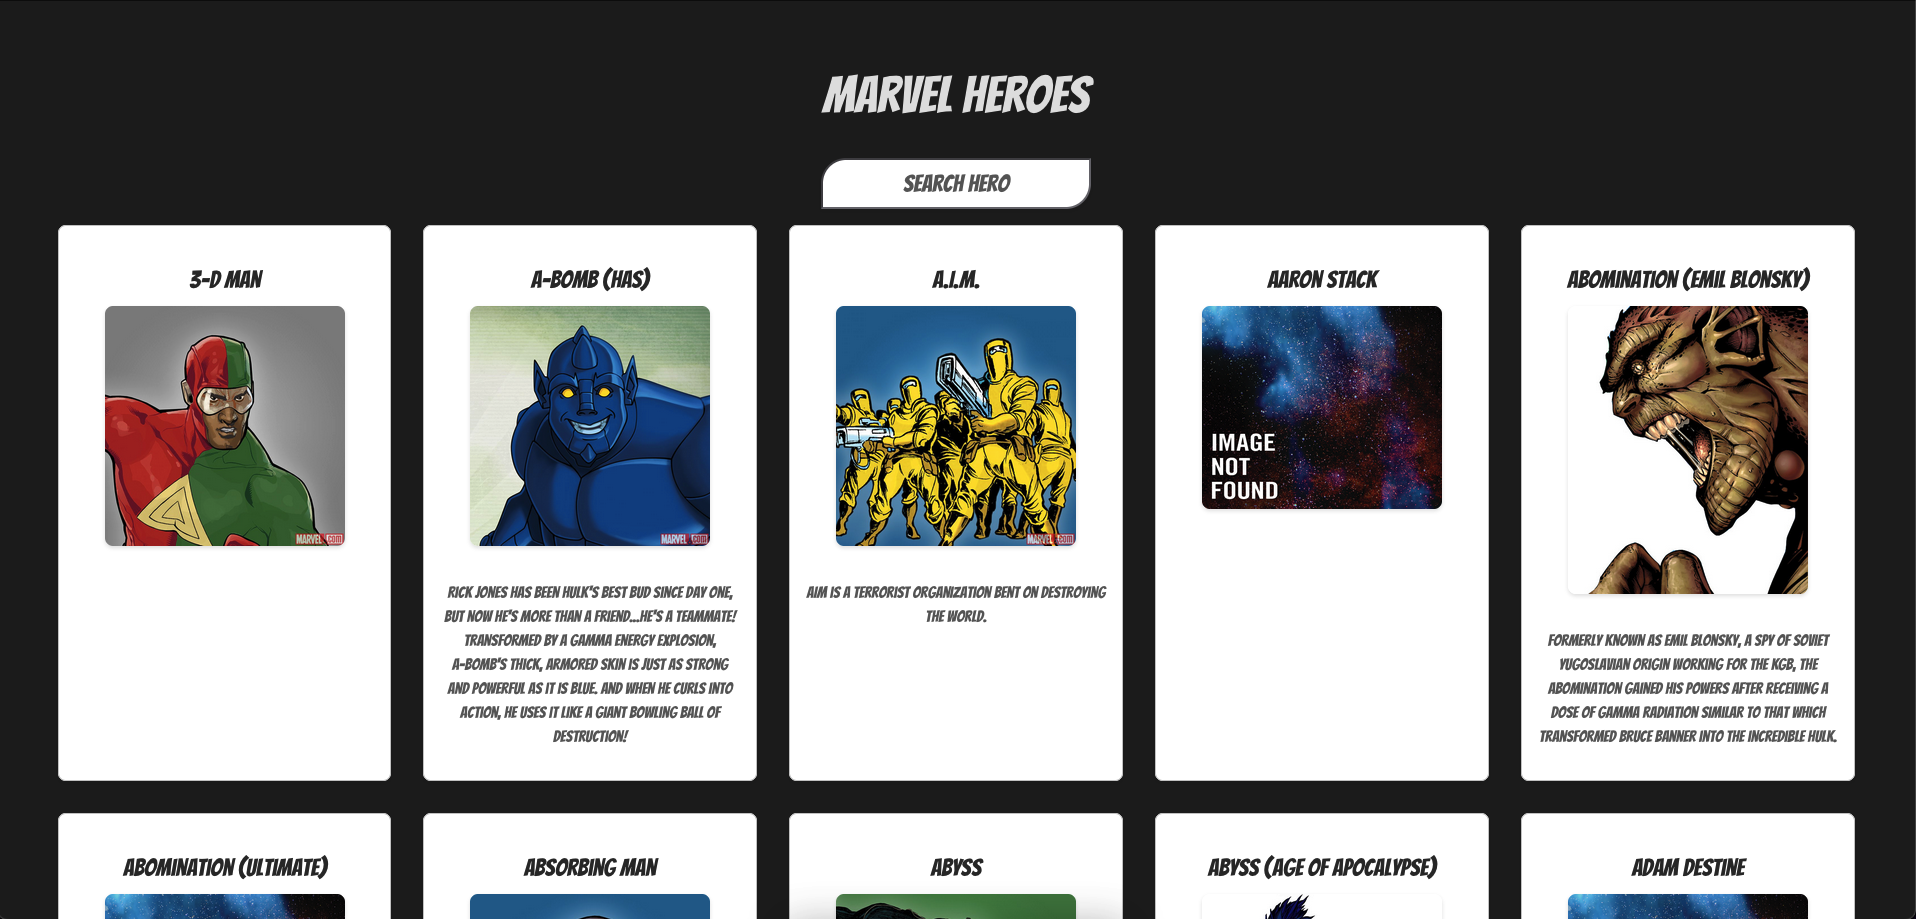 MARVEL HEROES
SEARCH HERO
3-D MAN
MARVEL.COM
A-BOMB (HAS)
MARVEL.COM
RICK JONES HAS BEEN HULK'S BEST BUD SINCE DAY ONE,
BUT NOW HE'S MORE THAN A FRIEND...HE'S A TEAMMATE!
TRANSFORMED BY A GAMMA ENERGY EXPLOSION,
A-BOMB'S THICK, ARMORED SKIN IS JUST AS STRONG
AND POWERFUL AS IT IS BLUE. AND WHEN HE CURLS INTO
ACTION, HE USES IT LIKE A GIANT BOWLING BALL OF
DESTRUCTION!
A.I.M.
MARVEL.COM
AIM IS A TERRORIST ORGANIZATION BENT ON DESTROYING
THE WORLD.
AARON STACK
IMAGE
NOT
FOUND
ABOMINATION (EMIL BLONSKY)
FORMERLY KNOWN AS EMIL BLONSKY, A SPY OF SOVIET
YUGOSLAVIAN ORIGIN WORKING FOR THE KGB, THE
ABOMINATION GAINED HIS POWERS AFTER RECEIVING A
DOSE OF GAMMA RADIATION SIMILAR TO THAT WHICH
TRANSFORMED BRUCE BANNER INTO THE INCREDIBLE HULK.
ABOMINATION (ULTIMATE)
ABSORBING MAN
ABYSS
ABYSS (AGE OF APOCALYPSE)
ADAM DESTINE